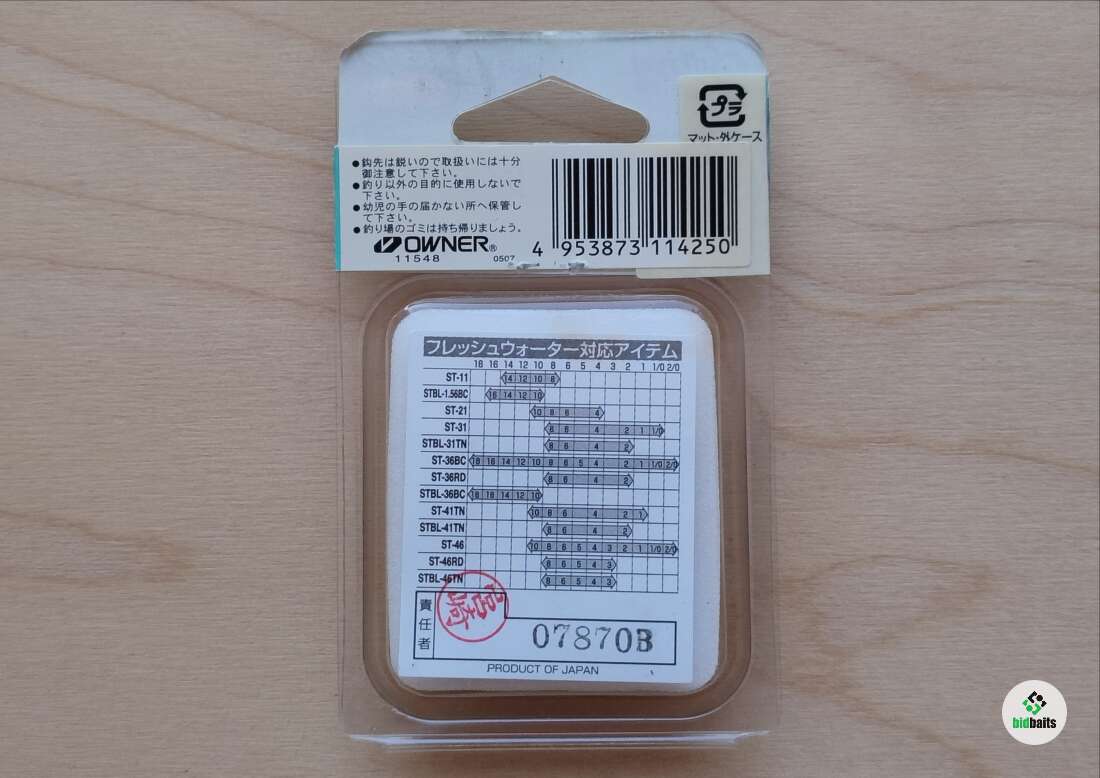 プラ
マット・外ケース
●鈎先は鋭いので取扱いには十分
御注意して下さい。
●釣り以外の目的に使用しないで
下さい。
●幼児の手の届かない所へ保管し
て下さい。
●釣り場のゴミは持ち帰りましょう。
OWNER®
11548 0507
4 953873 114250
フレッシュウォーター対応アイテム
18 16 14 12 10 8 6 5 4 3 2 1 1/0 2/0
ST-11 14 12 10 8
STBL-1.56BC 16 14 12 10
ST-21 10 8 6 4
ST-31 8 6 4 2 1 1/0
STBL-31TN 8 6 4 2
ST-36BC 18 16 14 12 10 8 6 5 4 2 1 1/0 2/0
ST-36RD 8 6 4 2
STBL-36BC 18 16 14 12 10
ST-41TN 10 8 6 4 2 1
STBL-41TN 8 6 4 2
ST-46 10 8 6 5 4 3 2 1 1/0 2/0
ST-46RD 8 6 5 4 3
STBL-46TN 8 6 5 4 3
責任者
宮崎
07870B
PRODUCT OF JAPAN
bidbaits